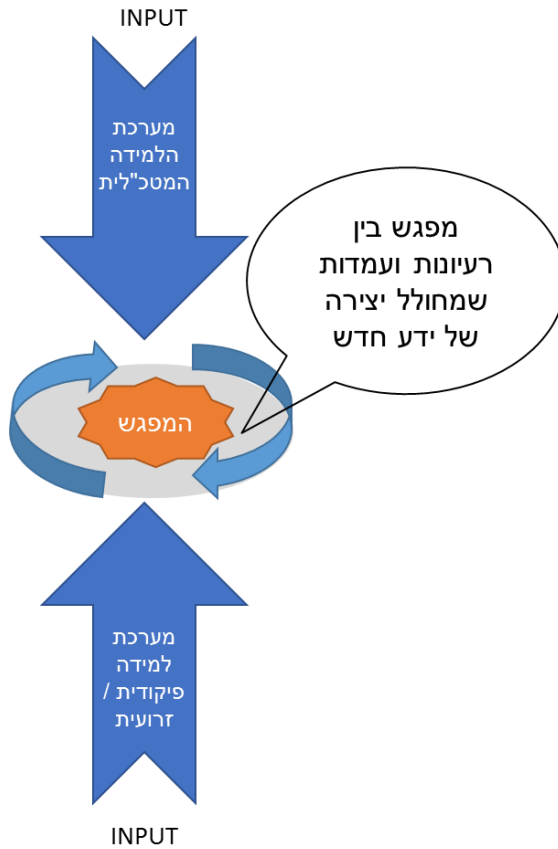 INPUT
מערכת
הלמידה
המטכ"לית
מפגש בין
רעיונות ועמדות
שמחולל יצירה
של ידע חדש
המפגש
מערכת
למידה
פיקודית /
זרועית
INPUT